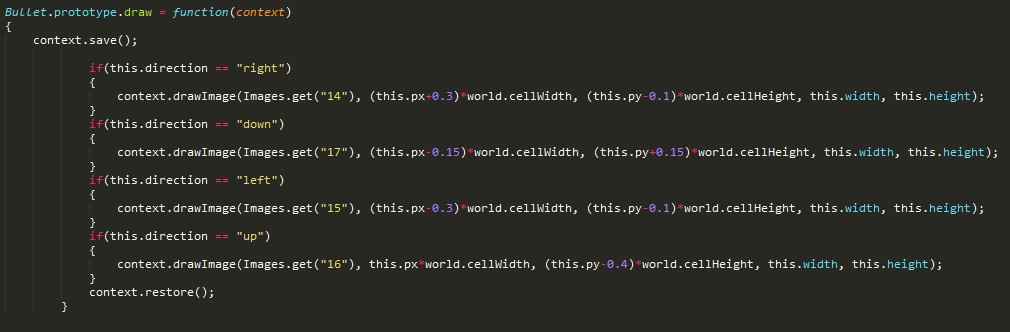 Bullet.prototype.draw = function(context)
{
    context.save();

            if(this.direction == "right")
            {
                context.drawImage(Images.get("14"), (this.px+0.3)*world.cellWidth, (this.py-0.1)*world.cellHeight, this.width, this.height);
            }
            if(this.direction == "down")
            {
                context.drawImage(Images.get("17"), (this.px-0.15)*world.cellWidth, (this.py+0.15)*world.cellHeight, this.width, this.height);
            }
            if(this.direction == "left")
            {
                context.drawImage(Images.get("15"), (this.px-0.3)*world.cellWidth, (this.py-0.1)*world.cellHeight, this.width, this.height);
            }
            if(this.direction == "up")
            {
                context.drawImage(Images.get("16"), this.px*world.cellWidth, (this.py-0.4)*world.cellHeight, this.width, this.height);
            }
            context.restore();
        }